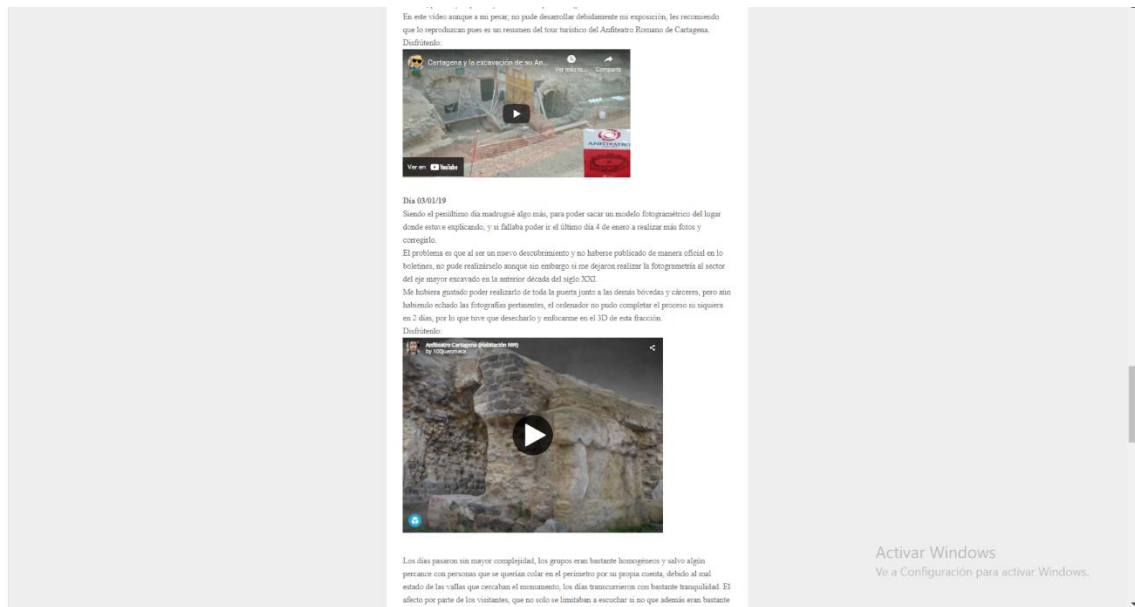 En este video aunque a mi pesar, no pude desarrollar debidamente mi exposición, les recomiendo
que lo reproduzcan pues es un resumen del tour turístico del Anfiteatro Romano de Cartagena.
Disfrútenlo:
Cartagena y la excavación de su An...
Ver más ta...
Compartir
ANFITEATRO
Ver en YouTube
Día 03/01/19
Siendo el penúltimo día madrugué algo más, para poder sacar un modelo fotogramétrico del lugar
donde estuve explicando, y si fallaba poder ir el último día 4 de enero a realizar más fotos y
corregirlo.
El problema es que al ser un nuevo descubrimiento y no haberse publicado de manera oficial en lo
boletines, no pude realizárselo aunque sin embargo si me dejaron realizar la fotogrametría al sector
del eje mayor excavado en la anterior década del siglo XXI.
Me hubiera gustado poder realizarlo de toda la puerta junto a las demás bóvedas y cárceres, pero aún
habiendo echado las fotografías pertinentes, el ordenador no pudo completar el proceso ni siquiera
en 2 días, por lo que tuve que desecharlo y enfocarme en el 3D de esta fracción.
Disfrútenlo:
Anfiteatro Cartagena (Habitación NW)
by 100juanmaca
Los días pasaron sin mayor complejidad, los grupos eran bastante homogéneos y salvo algún
percance con personas que se querían colar en el perímetro por su propia cuenta, debido al mal
estado de las vallas que cercaban el monumento, los días transcurrieron con bastante tranquilidad. El
afecto por parte de los visitantes, que no solo se limitaban a escuchar si no que además eran bastante
Activar Windows
Ve a Configuración para activar Windows.